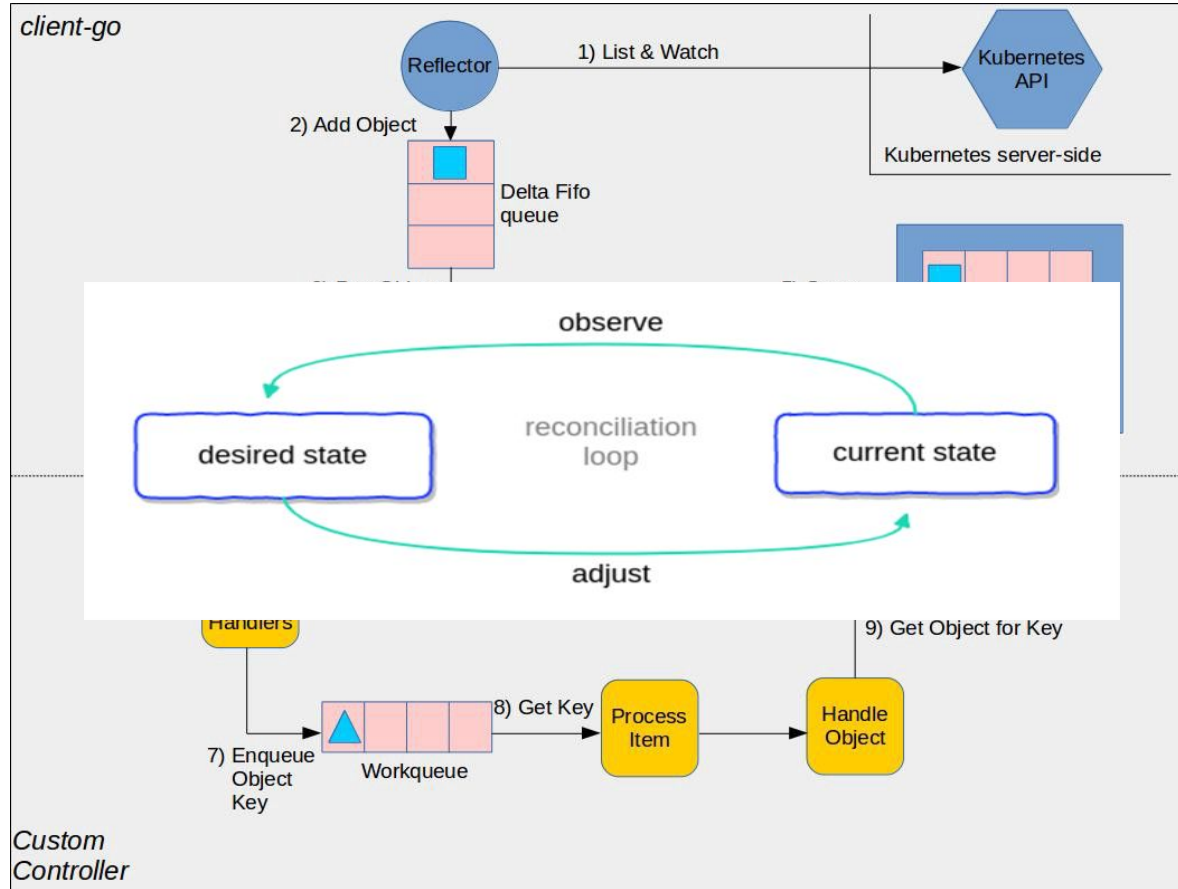 client-go
Reflector
1) List & Watch
Kubernetes
API
2) Add Object
Kubernetes server-side
Delta Fifo
queue
observe
desired state
reconciliation
loop
current state
adjust
Handlers
9) Get Object for Key
8) Get Key
Process
Item
Handle
Object
7) Enqueue
Object
Key
Workqueue
Custom
Controller